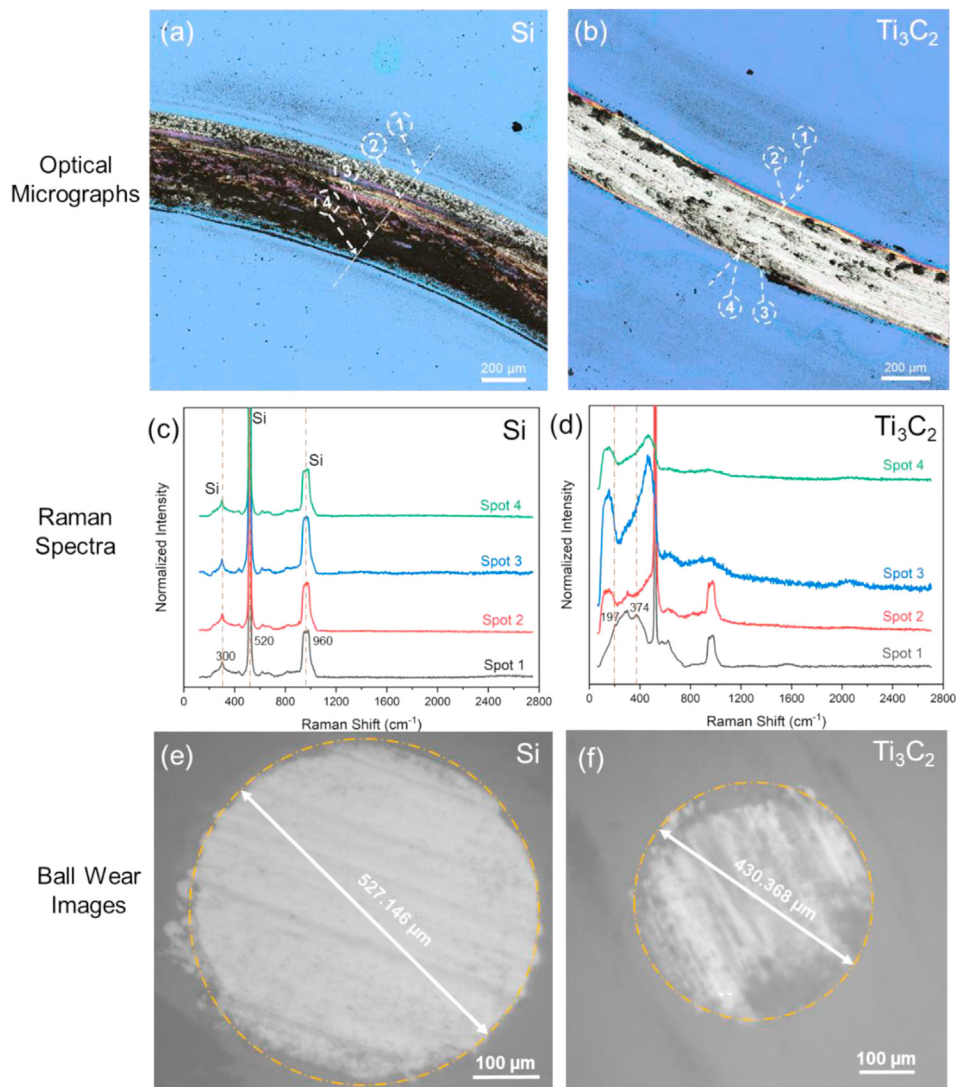 (a)
Si
1
2
3
4
200 µm
(b)
Ti₃C₂
1
2
4
3
200 µm
Optical
Micrographs
(c)
Si
Si
Si
Si
Spot 4
Spot 3
Spot 2
Spot 1
300
520
960
Normalized Intensity
0 400 800 1200 1600 2000 2400 2800
Raman Shift (cm⁻¹)
(d)
Ti₃C₂
Spot 4
Spot 3
Spot 2
Spot 1
197
374
Normalized Intensity
0 400 800 1200 1600 2000 2400 2800
Raman Shift (cm⁻¹)
Raman
Spectra
(e)
Si
527.146 µm
100 µm
(f)
Ti₃C₂
430.368 µm
100 µm
Ball Wear
Images